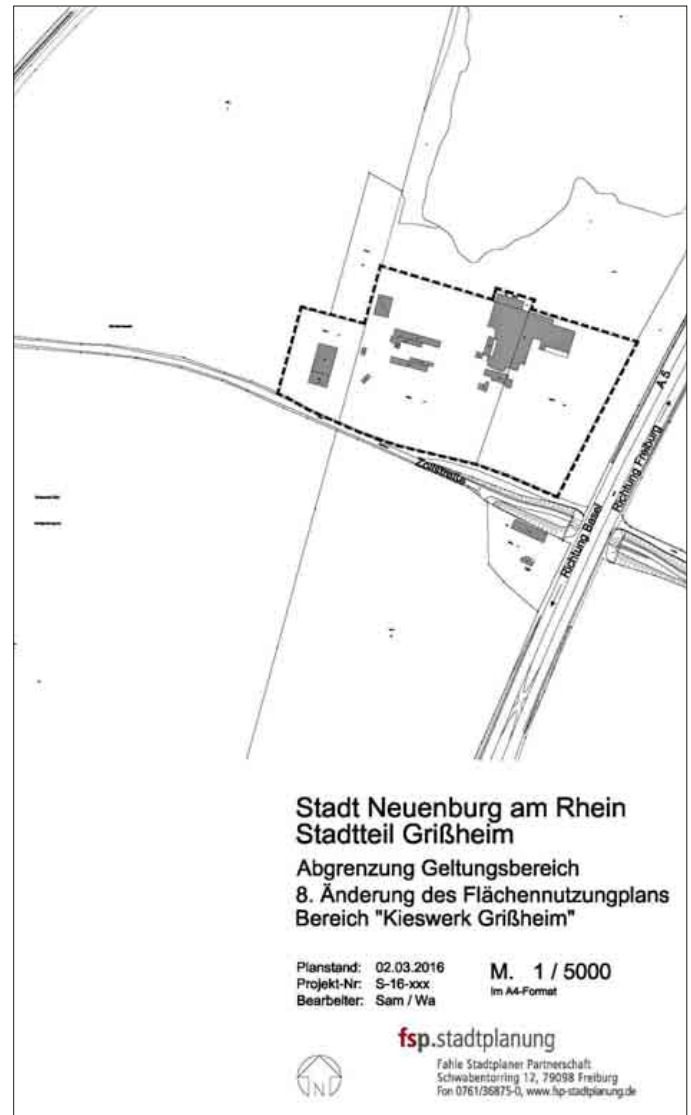 A 5
Richtung Freiburg
Richtung Basel
Zollstraße
Stadt Neuenburg am Rhein
Stadtteil Grißheim
Abgrenzung Geltungsbereich
8. Änderung des Flächennutzungplans
Bereich "Kieswerk Grißheim"
Planstand: 02.03.2016
Projekt-Nr: S-16-xxx
Bearbeiter: Sam / Wa
M. 1 / 5000
Im A4-Format
fsp.stadtplanung
Fahle Stadtplaner Partnerschaft
Schwabentorring 12, 79098 Freiburg
Fon 0761/36875-0, www.fsp-stadtplanung.de
N